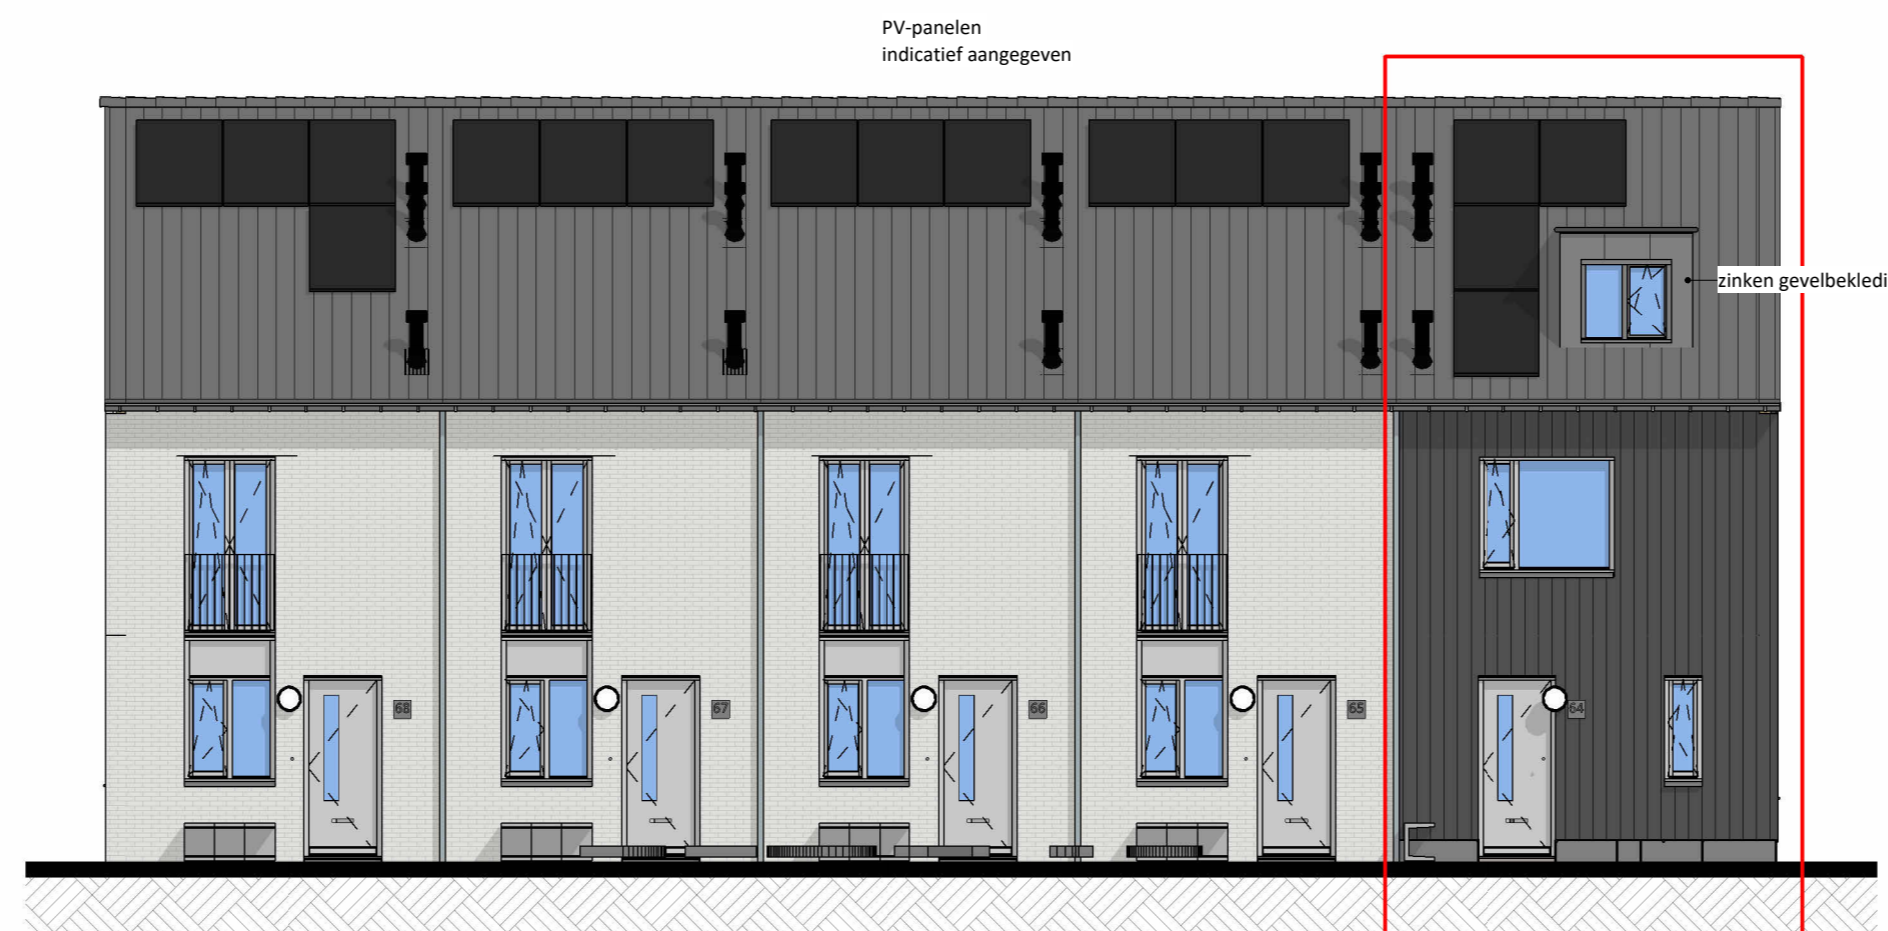 PV-panelen
indicatief aangegeven
zinken gevelbekledi
68
67
66
65
64